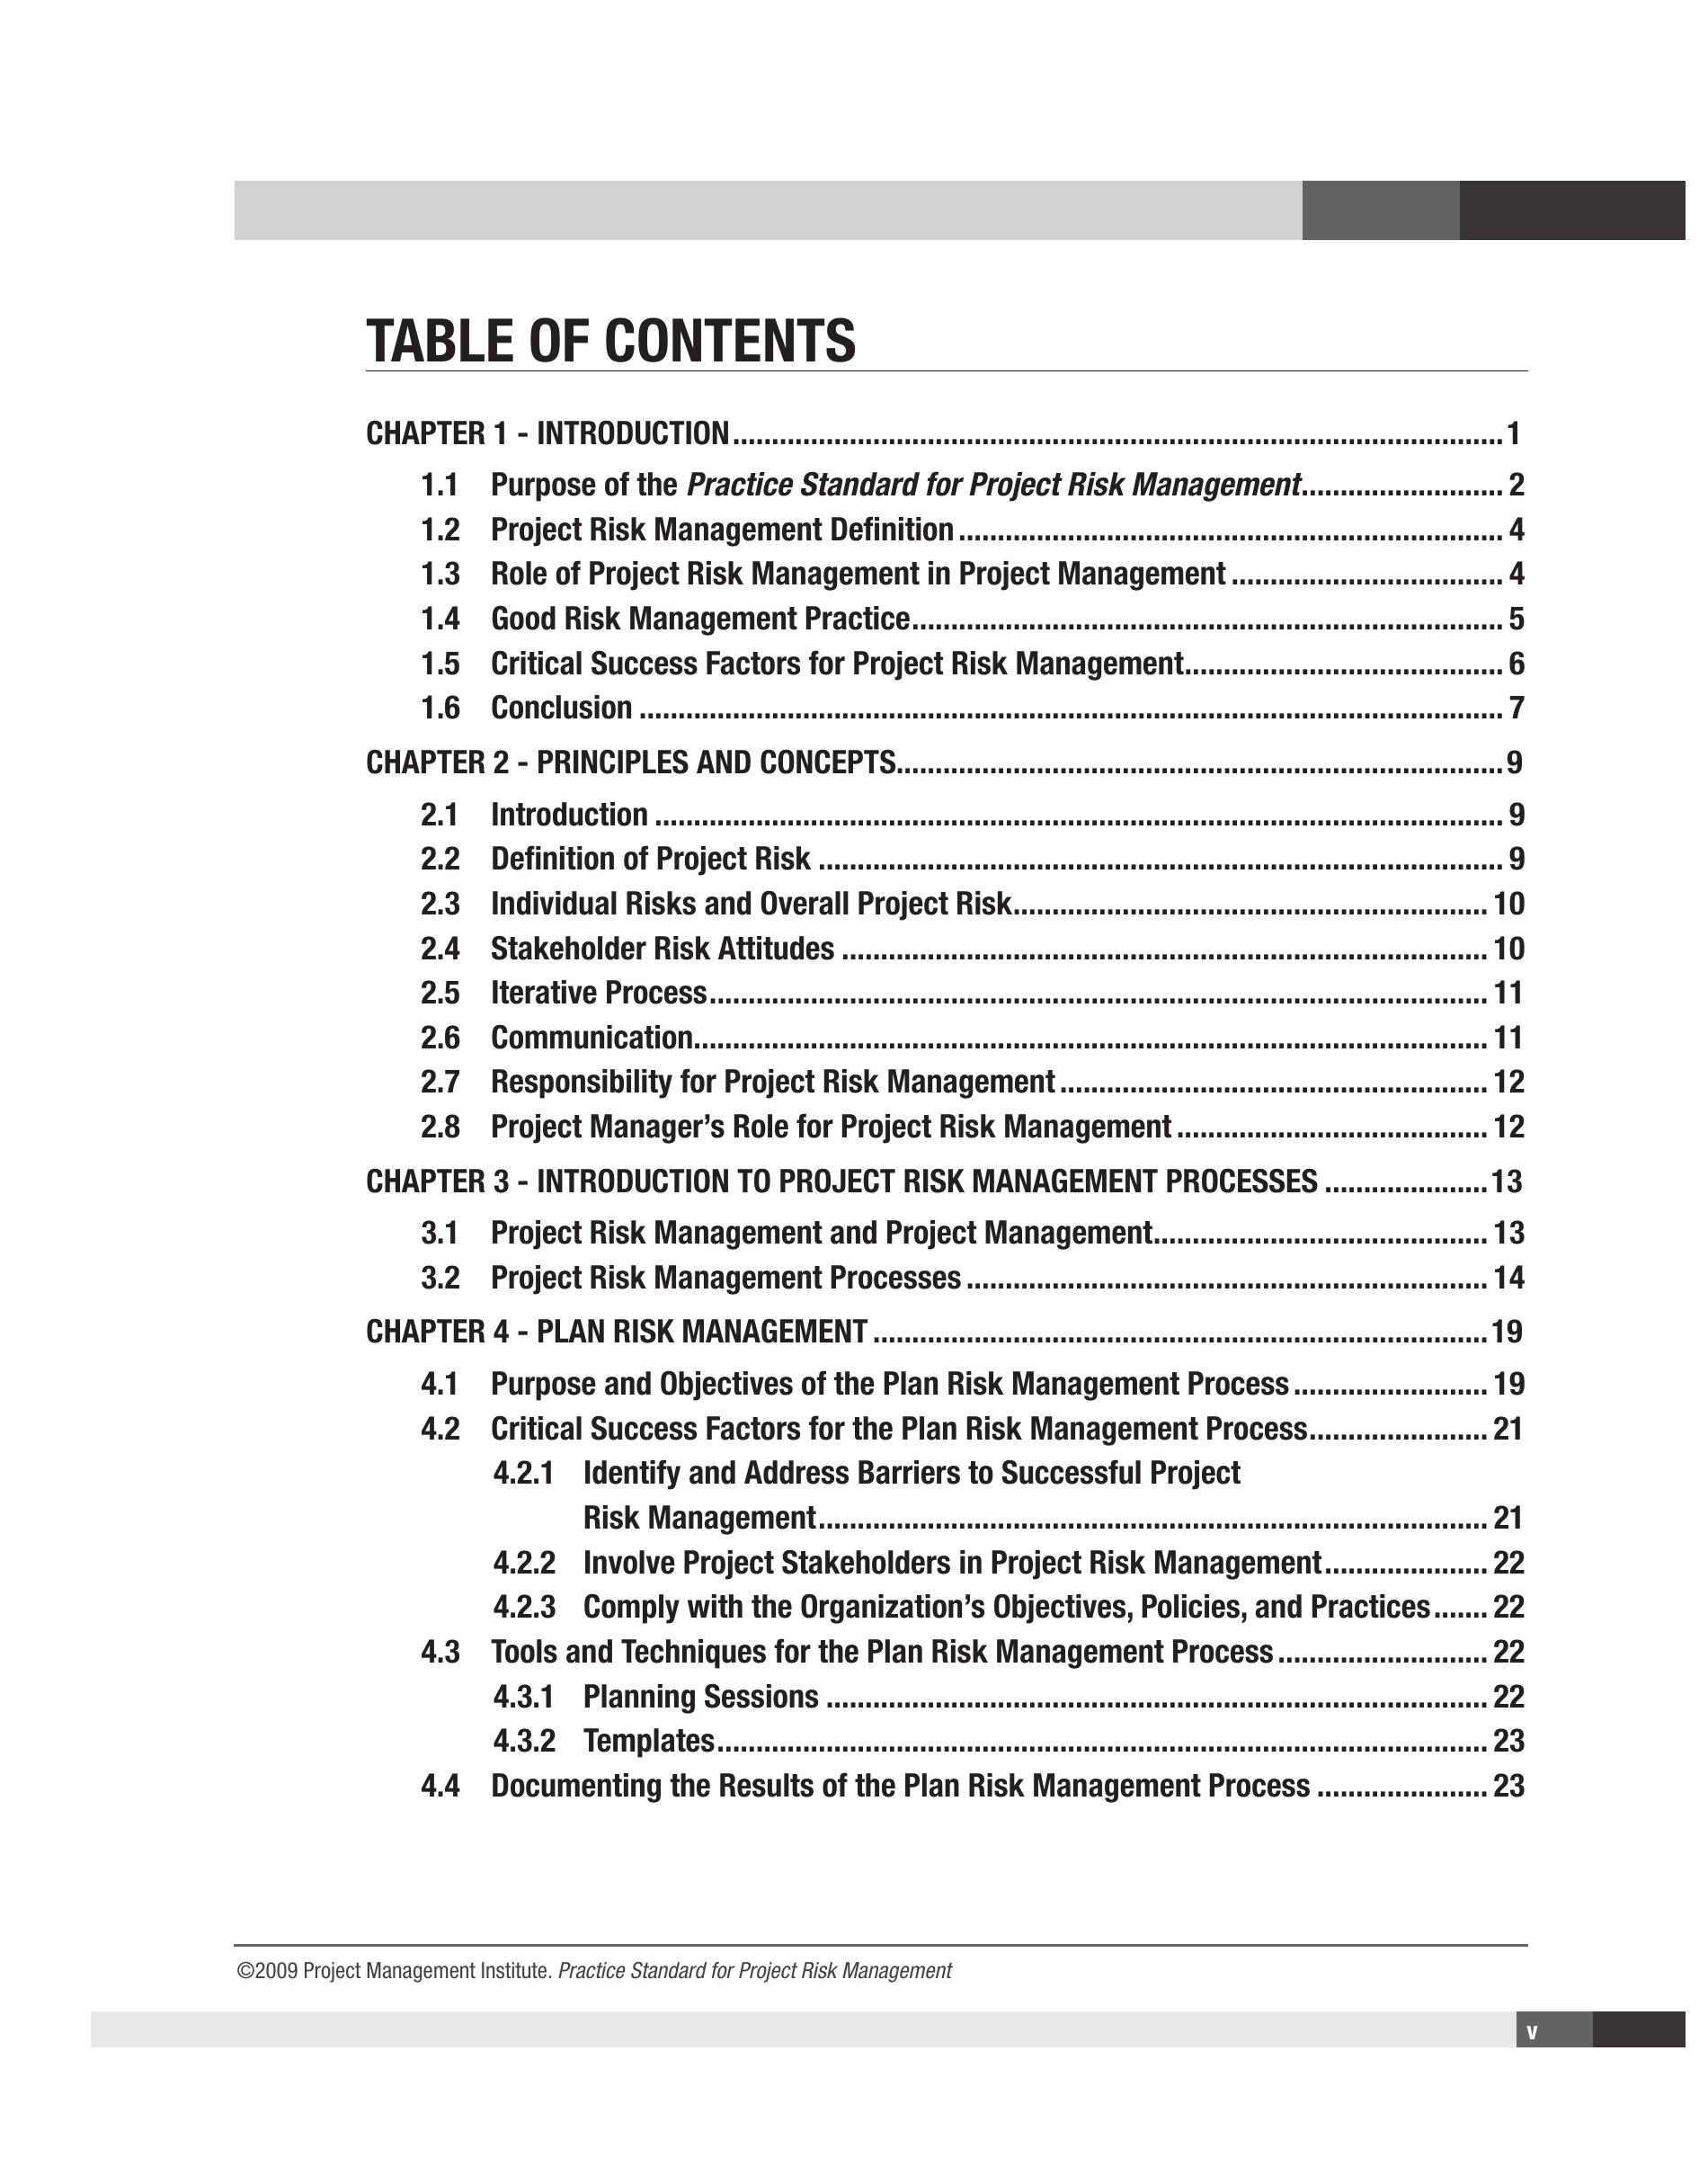 TABLE OF CONTENTS
CHAPTER 1 - INTRODUCTION....................................................................................................1
1.1 Purpose of the Practice Standard for Project Risk Management.......................... 2
1.2 Project Risk Management Definition ...................................................................... 4
1.3 Role of Project Risk Management in Project Management ................................... 4
1.4 Good Risk Management Practice............................................................................ 5
1.5 Critical Success Factors for Project Risk Management......................................... 6
1.6 Conclusion ............................................................................................................... 7
CHAPTER 2 - PRINCIPLES AND CONCEPTS..............................................................................9
2.1 Introduction ............................................................................................................. 9
2.2 Definition of Project Risk ........................................................................................ 9
2.3 Individual Risks and Overall Project Risk............................................................. 10
2.4 Stakeholder Risk Attitudes ................................................................................... 10
2.5 Iterative Process.................................................................................................... 11
2.6 Communication...................................................................................................... 11
2.7 Responsibility for Project Risk Management ....................................................... 12
2.8 Project Manager’s Role for Project Risk Management ........................................ 12
CHAPTER 3 - INTRODUCTION TO PROJECT RISK MANAGEMENT PROCESSES .....................13
3.1 Project Risk Management and Project Management........................................... 13
3.2 Project Risk Management Processes ................................................................... 14
CHAPTER 4 - PLAN RISK MANAGEMENT ...............................................................................19
4.1 Purpose and Objectives of the Plan Risk Management Process ......................... 19
4.2 Critical Success Factors for the Plan Risk Management Process....................... 21
4.2.1 Identify and Address Barriers to Successful Project
Risk Management...................................................................................... 21
4.2.2 Involve Project Stakeholders in Project Risk Management..................... 22
4.2.3 Comply with the Organization’s Objectives, Policies, and Practices....... 22
4.3 Tools and Techniques for the Plan Risk Management Process ........................... 22
4.3.1 Planning Sessions ..................................................................................... 22
4.3.2 Templates................................................................................................... 23
4.4 Documenting the Results of the Plan Risk Management Process ...................... 23
©2009 Project Management Institute. Practice Standard for Project Risk Management
v